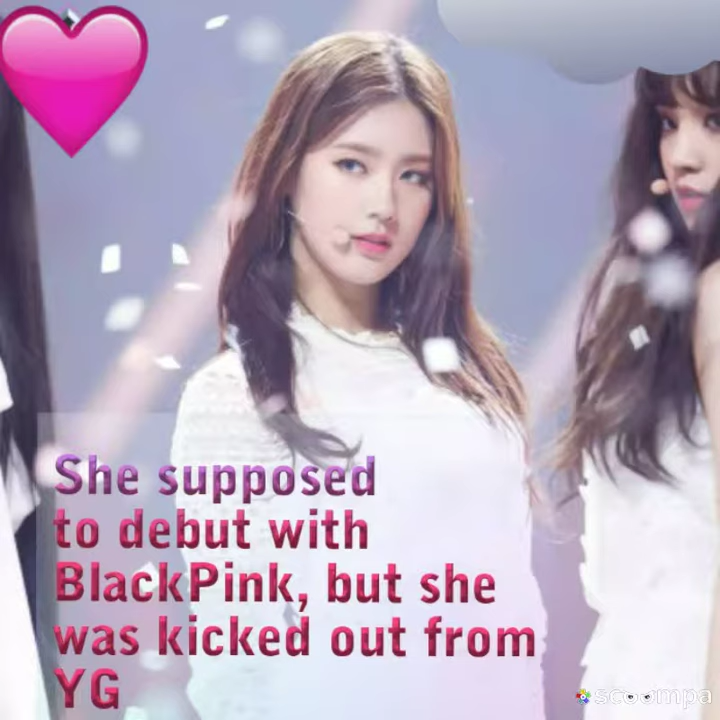 She supposed
to debut with
BlackPink, but she
was kicked out from
YG
scoompa